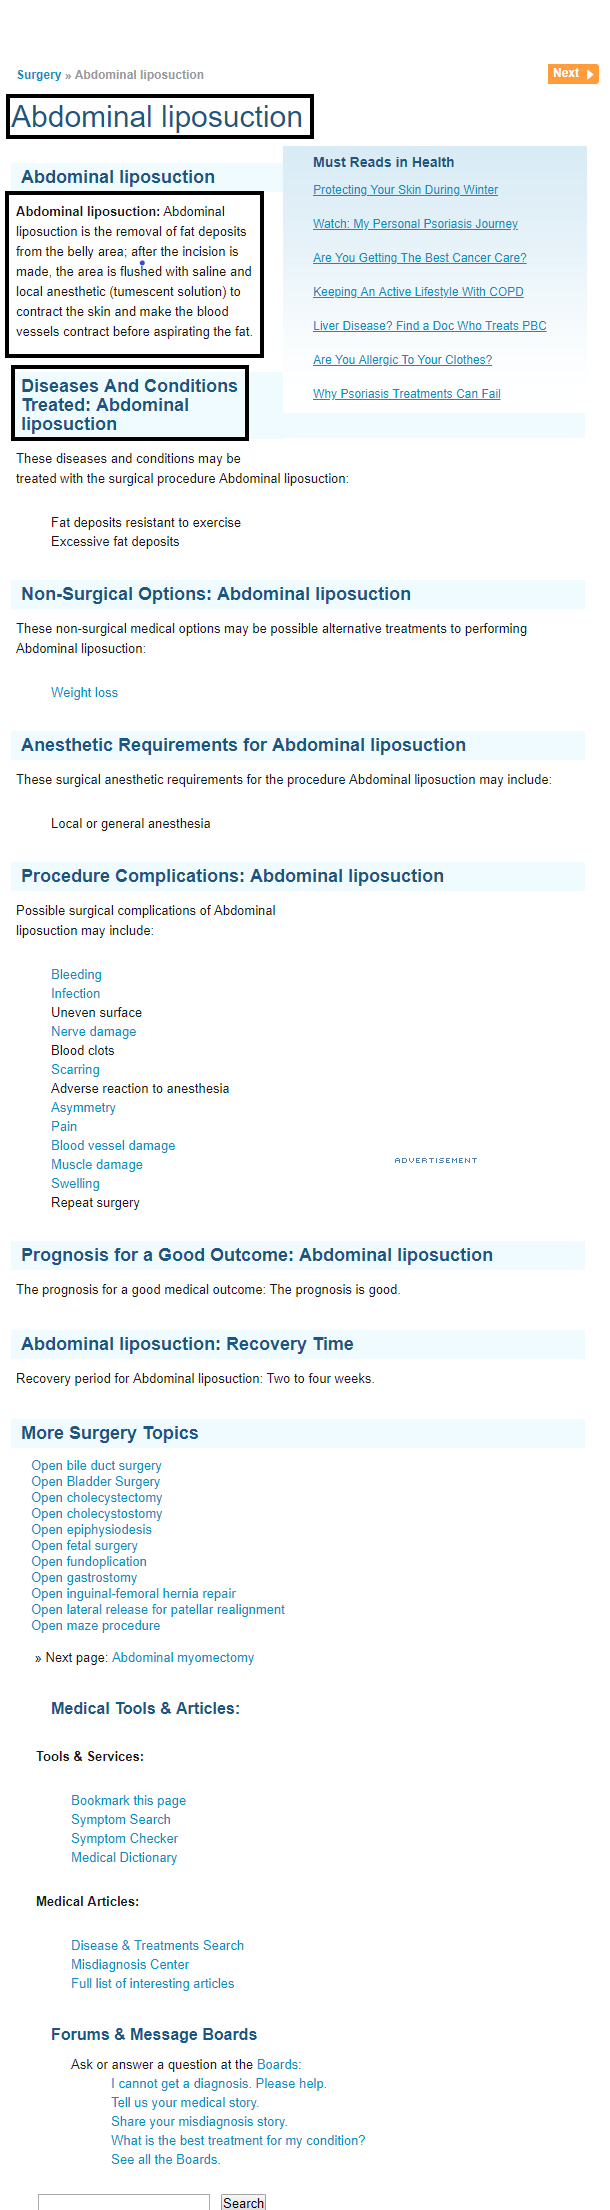 Surgery » Abdominal liposuction
Next
Abdominal liposuction
Abdominal liposuction
Abdominal liposuction: Abdominal
liposuction is the removal of fat deposits
from the belly area; after the incision is
made, the area is flushed with saline and
local anesthetic (tumescent solution) to
contract the skin and make the blood
vessels contract before aspirating the fat.
Must Reads in Health
Protecting Your Skin During Winter
Watch: My Personal Psoriasis Journey
Are You Getting The Best Cancer Care?
Keeping An Active Lifestyle With COPD
Liver Disease? Find a Doc Who Treats PBC
Are You Allergic To Your Clothes?
Why Psoriasis Treatments Can Fail
Diseases And Conditions
Treated: Abdominal
liposuction
These diseases and conditions may be
treated with the surgical procedure Abdominal liposuction:
Fat deposits resistant to exercise
Excessive fat deposits
Non-Surgical Options: Abdominal liposuction
These non-surgical medical options may be possible alternative treatments to performing
Abdominal liposuction:
Weight loss
Anesthetic Requirements for Abdominal liposuction
These surgical anesthetic requirements for the procedure Abdominal liposuction may include:
Local or general anesthesia
Procedure Complications: Abdominal liposuction
Possible surgical complications of Abdominal
liposuction may include:
Bleeding
Infection
Uneven surface
Nerve damage
Blood clots
Scarring
Adverse reaction to anesthesia
Asymmetry
Pain
Blood vessel damage
Muscle damage
Swelling
Repeat surgery
ADVERTISEMENT
Prognosis for a Good Outcome: Abdominal liposuction
The prognosis for a good medical outcome: The prognosis is good.
Abdominal liposuction: Recovery Time
Recovery period for Abdominal liposuction: Two to four weeks.
More Surgery Topics
Open bile duct surgery
Open Bladder Surgery
Open cholecystectomy
Open cholecystostomy
Open epiphysiodesis
Open fetal surgery
Open fundoplication
Open gastrostomy
Open inguinal-femoral hernia repair
Open lateral release for patellar realignment
Open maze procedure
» Next page: Abdominal myomectomy
Medical Tools & Articles:
Tools & Services:
Bookmark this page
Symptom Search
Symptom Checker
Medical Dictionary
Medical Articles:
Disease & Treatments Search
Misdiagnosis Center
Full list of interesting articles
Forums & Message Boards
Ask or answer a question at the Boards:
I cannot get a diagnosis. Please help.
Tell us your medical story.
Share your misdiagnosis story.
What is the best treatment for my condition?
See all the Boards.
Search